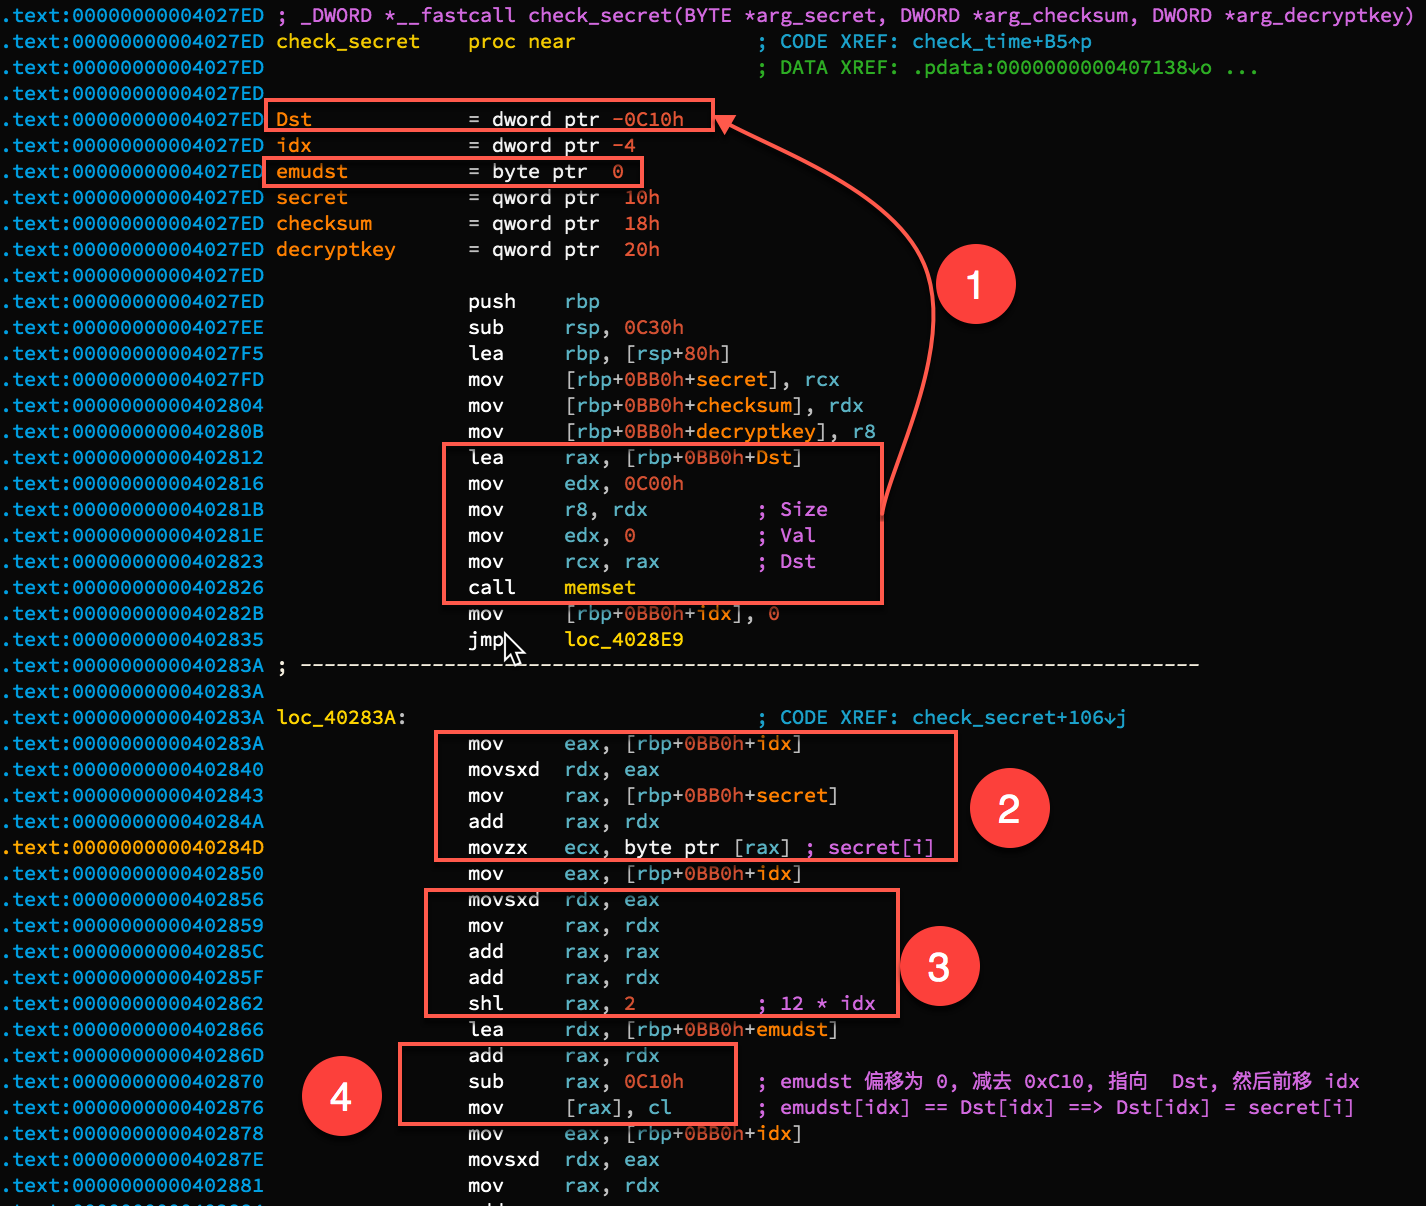 .text:00000000004027ED ; _DWORD *__fastcall check_secret(BYTE *arg_secret, DWORD *arg_checksum, DWORD *arg_decryptkey)
.text:00000000004027ED check_secret    proc near               ; CODE XREF: check_time+B5↑p
.text:00000000004027ED                                         ; DATA XREF: .pdata:0000000000407138↓o ...
.text:00000000004027ED
.text:00000000004027ED Dst             = dword ptr -0C10h
.text:00000000004027ED idx             = dword ptr -4
.text:00000000004027ED emudst          = byte ptr  0
.text:00000000004027ED secret          = qword ptr  10h
.text:00000000004027ED checksum        = qword ptr  18h
.text:00000000004027ED decryptkey      = qword ptr  20h
.text:00000000004027ED
1
.text:00000000004027ED                 push    rbp
.text:00000000004027EE                 sub     rsp, 0C30h
.text:00000000004027F5                 lea     rbp, [rsp+80h]
.text:00000000004027FD                 mov     [rbp+0BB0h+secret], rcx
.text:0000000000402804                 mov     [rbp+0BB0h+checksum], rdx
.text:000000000040280B                 mov     [rbp+0BB0h+decryptkey], r8
.text:0000000000402812                 lea     rax, [rbp+0BB0h+Dst]
.text:0000000000402816                 mov     edx, 0C00h
.text:000000000040281B                 mov     r8, rdx         ; Size
.text:000000000040281E                 mov     edx, 0          ; Val
.text:0000000000402823                 mov     rcx, rax        ; Dst
.text:0000000000402826                 call    memset
.text:000000000040282B                 mov     [rbp+0BB0h+idx], 0
.text:0000000000402835                 jmp     loc_4028E9
.text:000000000040283A ; ---------------------------------------------------------------------------
.text:000000000040283A
.text:000000000040283A loc_40283A:                             ; CODE XREF: check_secret+106↓j
.text:000000000040283A                 mov     eax, [rbp+0BB0h+idx]
.text:0000000000402840                 movsxd  rdx, eax
.text:0000000000402843                 mov     rax, [rbp+0BB0h+secret]
2
.text:000000000040284A                 add     rax, rdx
.text:000000000040284D                 movzx   ecx, byte ptr [rax] ; secret[i]
.text:0000000000402850                 mov     eax, [rbp+0BB0h+idx]
.text:0000000000402856                 movsxd  rdx, eax
.text:0000000000402859                 mov     rax, rdx
.text:000000000040285C                 add     rax, rax
3
.text:000000000040285F                 add     rax, rdx
.text:0000000000402862                 shl     rax, 2          ; 12 * idx
.text:0000000000402866                 lea     rdx, [rbp+0BB0h+emudst]
.text:000000000040286D                 add     rax, rdx
.text:0000000000402870                 sub     rax, 0C10h      ; emudst 偏移为 0, 减去 0xC10, 指向  Dst, 然后前移 idx
4
.text:0000000000402876                 mov     [rax], cl       ; emudst[idx] == Dst[idx] ==> Dst[idx] = secret[i]
.text:0000000000402878                 mov     eax, [rbp+0BB0h+idx]
.text:000000000040287E                 movsxd  rdx, eax
.text:0000000000402881                 mov     rax, rdx